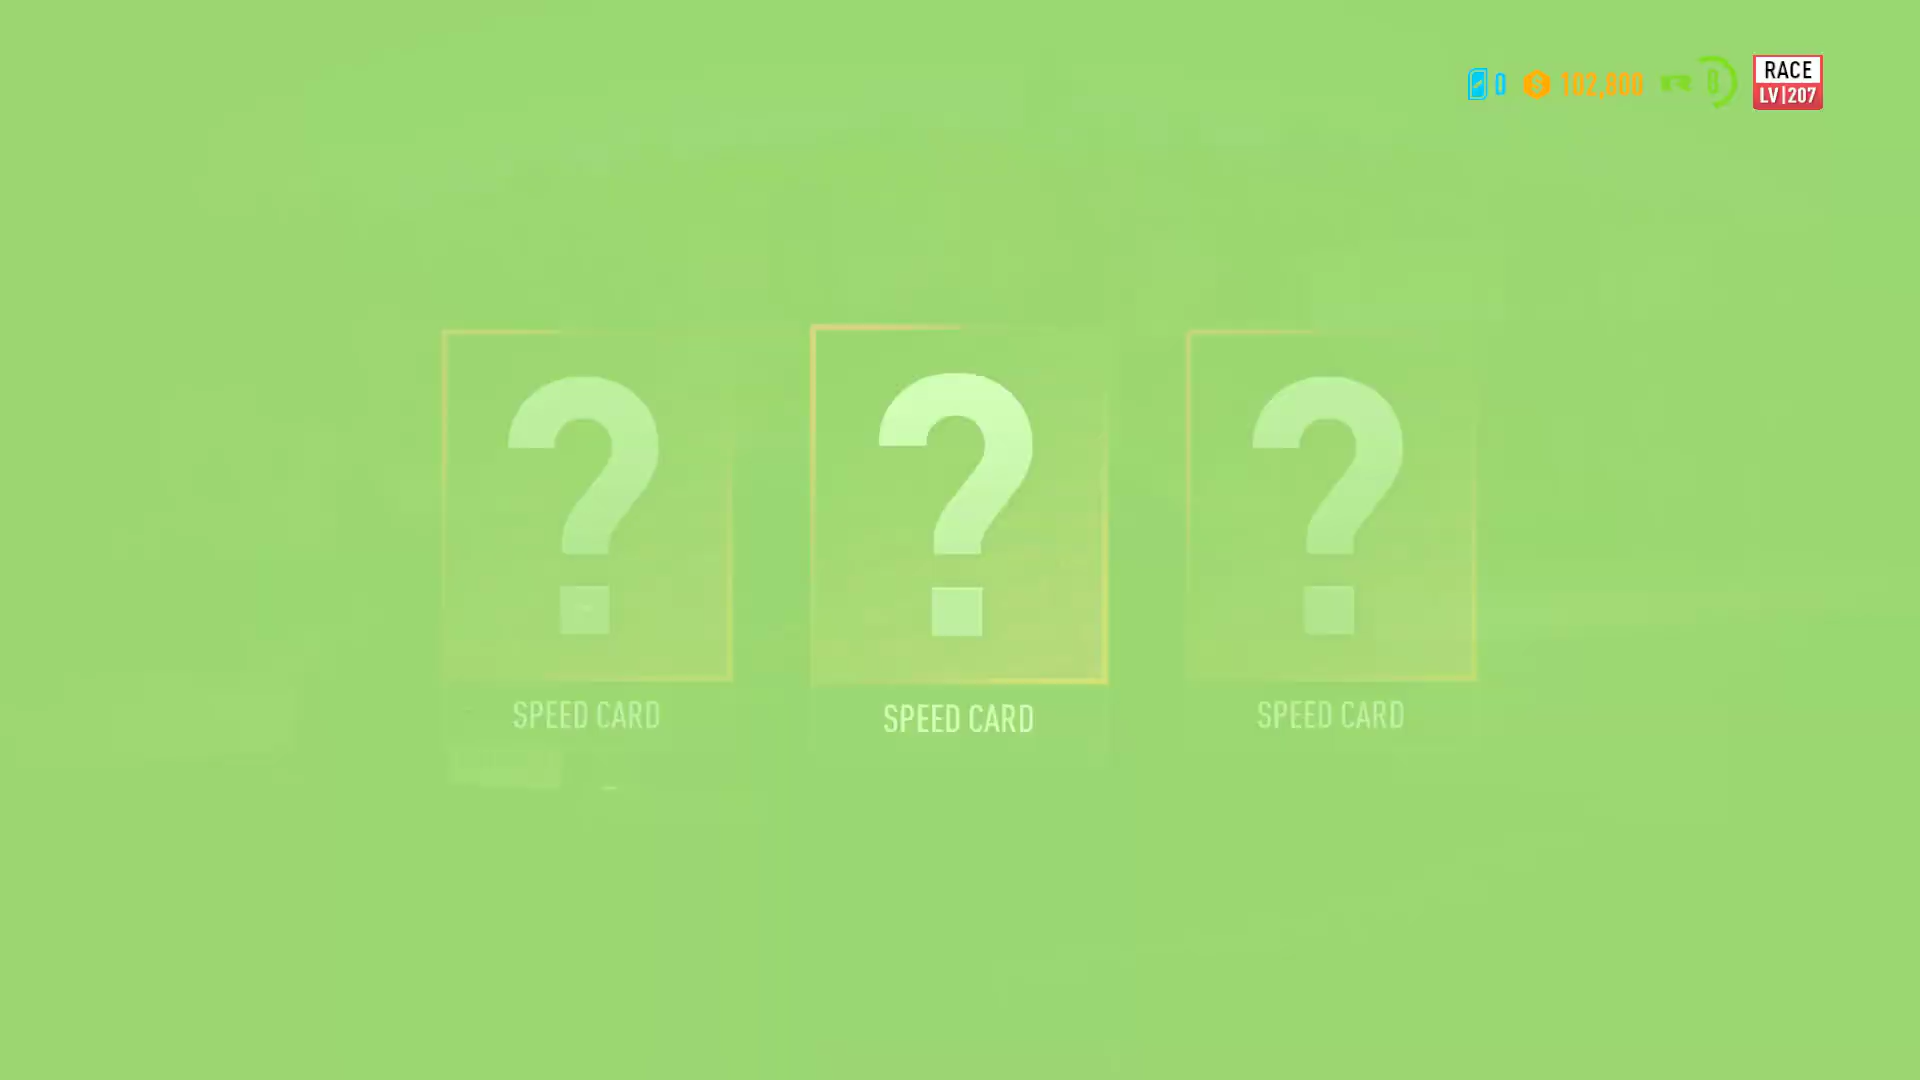 0 102,800 0 RACE
LV|207
? ? ?
SPEED CARD SPEED CARD SPEED CARD